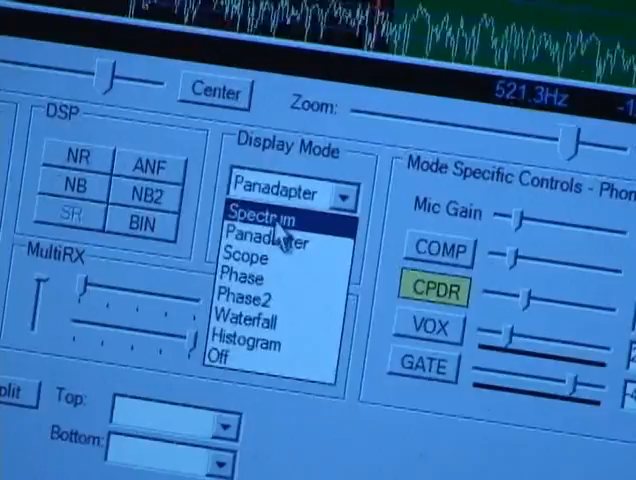 521.3Hz
Center
Zoom:
DSP
NR
ANF
NB
NB2
SR
BIN
Display Mode
Panadapter
Spectrum
Panadapter
Scope
Phase
Phase2
Waterfall
Histogram
Off
Mode Specific Controls - Phon
Mic Gain
COMP
CPDR
VOX
GATE
MultiRX
plit
Top:
Bottom: